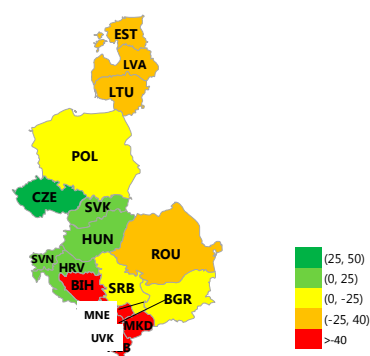 EST
LVA
LTU
POL
CZE
SVK
HUN
SVN
HRV
ROU
BIH
SRB
BGR
MNE
MKD
UVK
B
(25, 50)
(0, 25)
(0, -25)
(-25, 40)
>-40